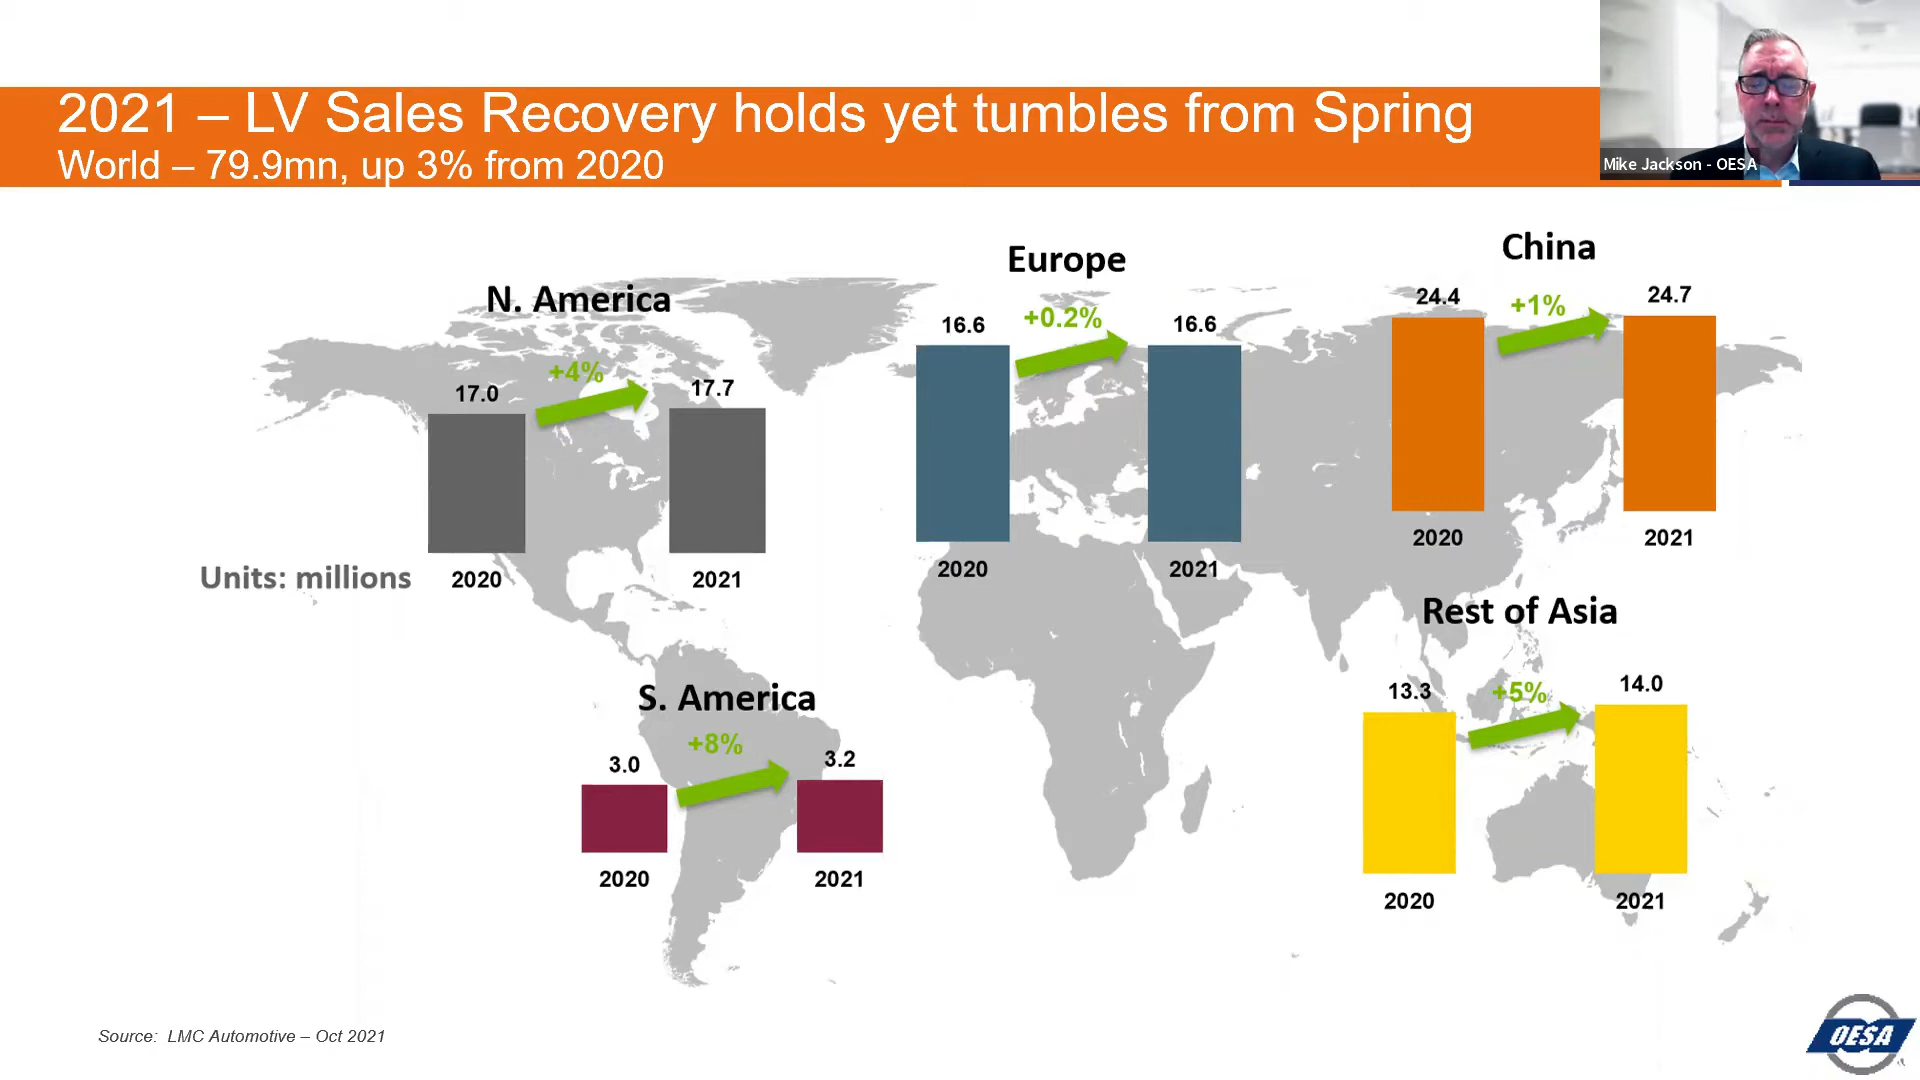 2021 – LV Sales Recovery holds yet tumbles from Spring
World – 79.9mn, up 3% from 2020
Mike Jackson - OESA
N. America
+4%
17.0
17.7
2020
2021
Units: millions
Europe
+0.2%
16.6
16.6
2020
2021
China
+1%
24.4
24.7
2020
2021
S. America
+8%
3.0
3.2
2020
2021
Rest of Asia
+5%
13.3
14.0
2020
2021
Source: LMC Automotive – Oct 2021
OESA